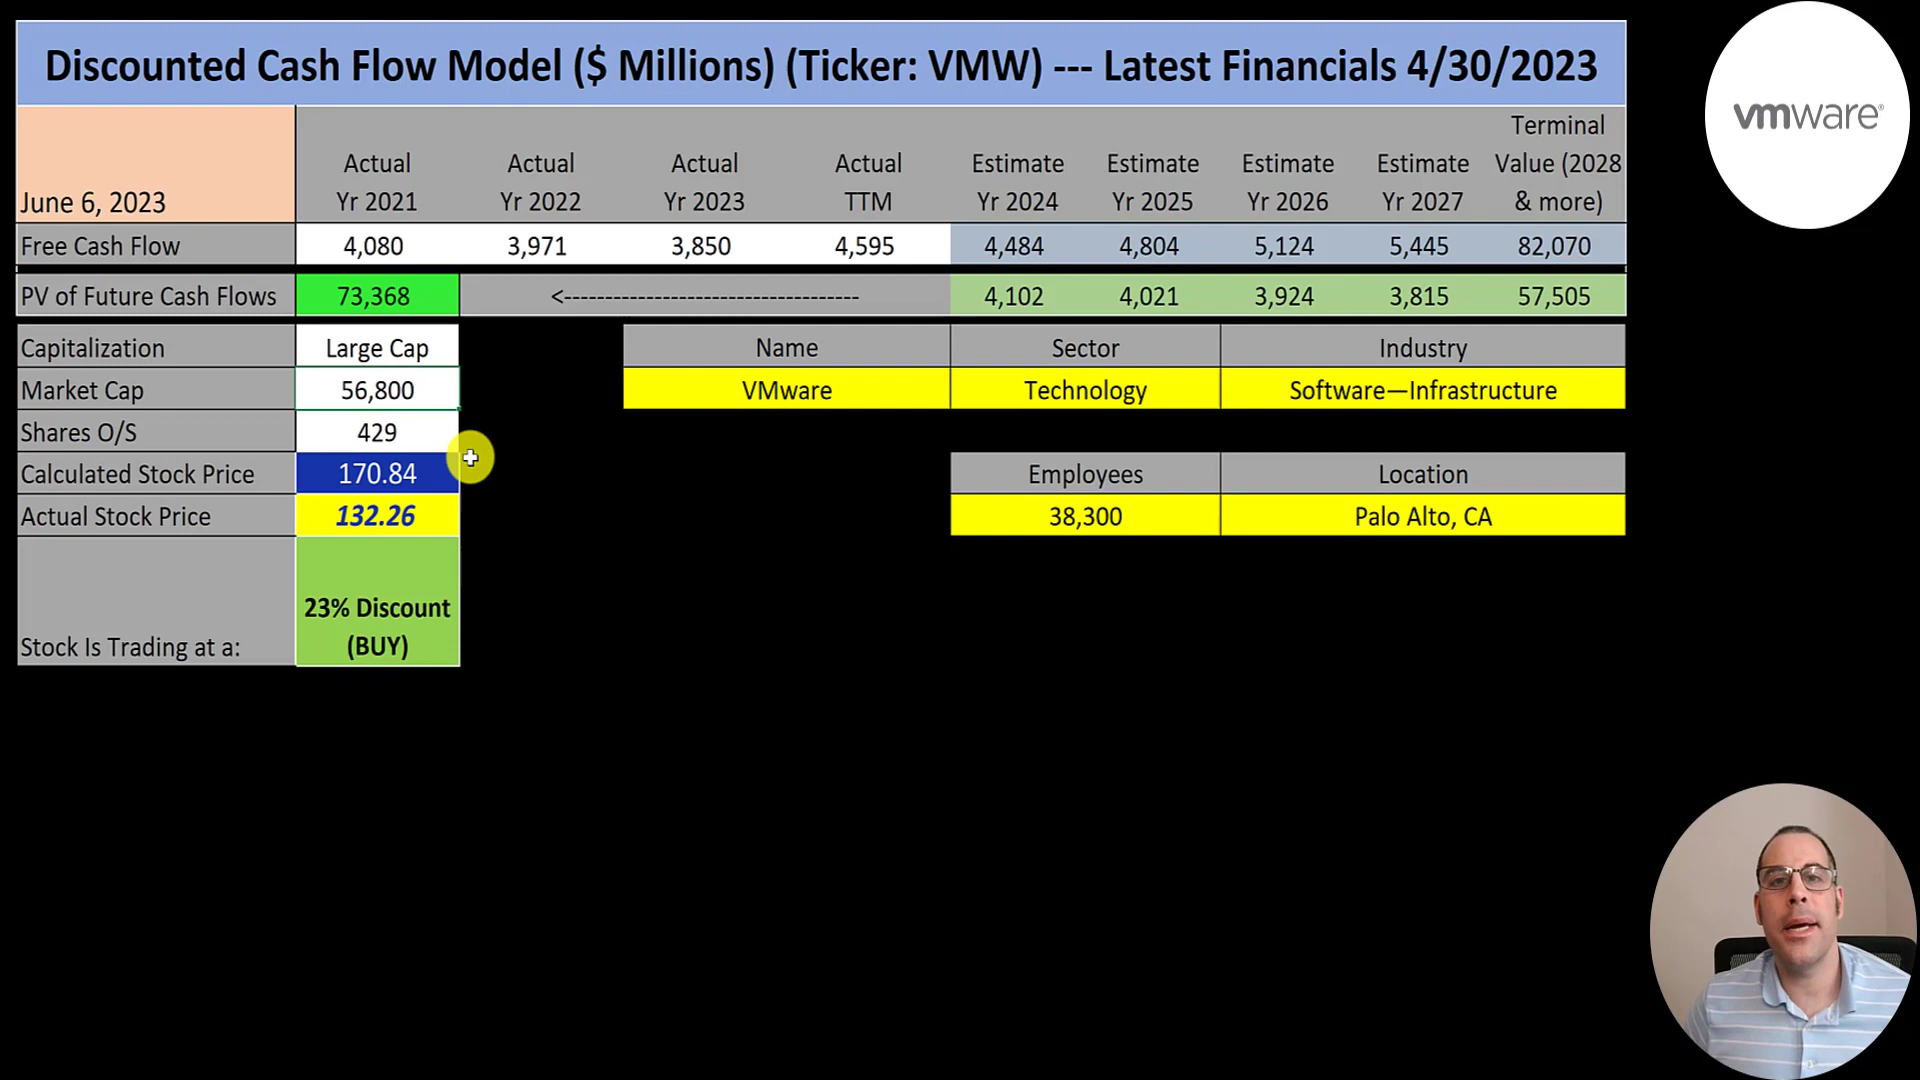 Discounted Cash Flow Model ($ Millions) (Ticker: VMW) --- Latest Financials 4/30/2023
vmware®
June 6, 2023
Actual Yr 2021
Actual Yr 2022
Actual Yr 2023
Actual TTM
Estimate Yr 2024
Estimate Yr 2025
Estimate Yr 2026
Estimate Yr 2027
Terminal Value (2028 & more)
Free Cash Flow 4,080 3,971 3,850 4,595 4,484 4,804 5,124 5,445 82,070
PV of Future Cash Flows 73,368 <------------------------------------ 4,102 4,021 3,924 3,815 57,505
Capitalization Large Cap
Market Cap 56,800
Shares O/S 429
Calculated Stock Price 170.84
Actual Stock Price 132.26
Stock Is Trading at a: 23% Discount (BUY)
Name Sector Industry
VMware Technology Software—Infrastructure
Employees Location
38,300 Palo Alto, CA